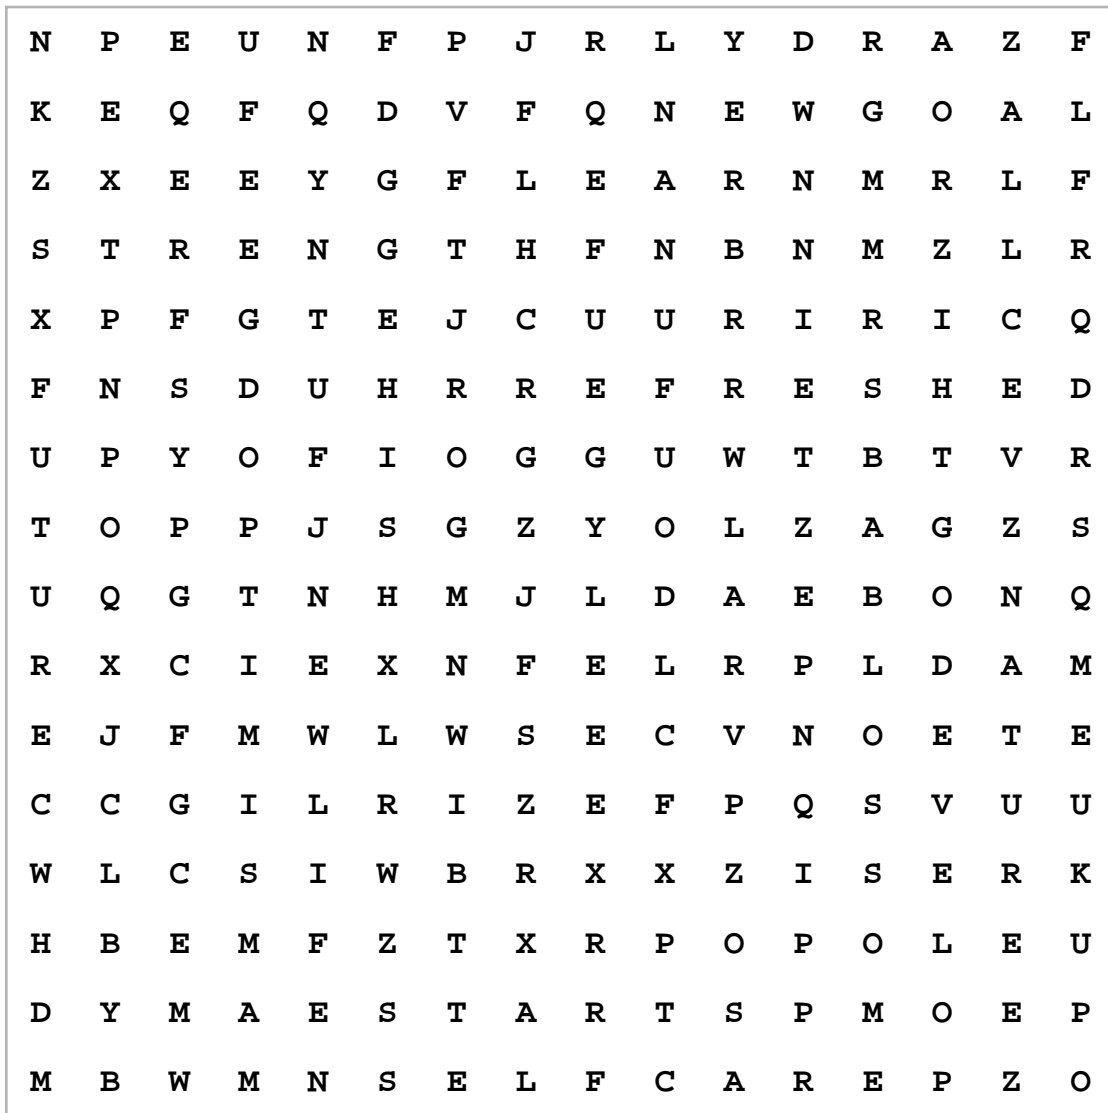 N P E U N F P J R L Y D R A Z F
K E Q F Q D V F Q N E W G O A L
Z X E E Y G F L E A R N M R L F
S T R E N G T H F N B N M Z L R
X P F G T E J C U U R I R I C Q
F N S D U H R R E F R E S H E D
U P Y O F I O G G U W T B T V R
T O P P J S G Z Y O L Z A G Z S
U Q G T N H M J L D A E B O N Q
R X C I E X N F E L R P L D A M
E J F M W L W S E C V N O E T E
C C G I L R I Z E F P Q S V U U
W L C S I W B R X X Z I S E R K
H B E M F Z T X R P O P O L E U
D Y M A E S T A R T S P M O E P
M B W M N S E L F C A R E P Z O